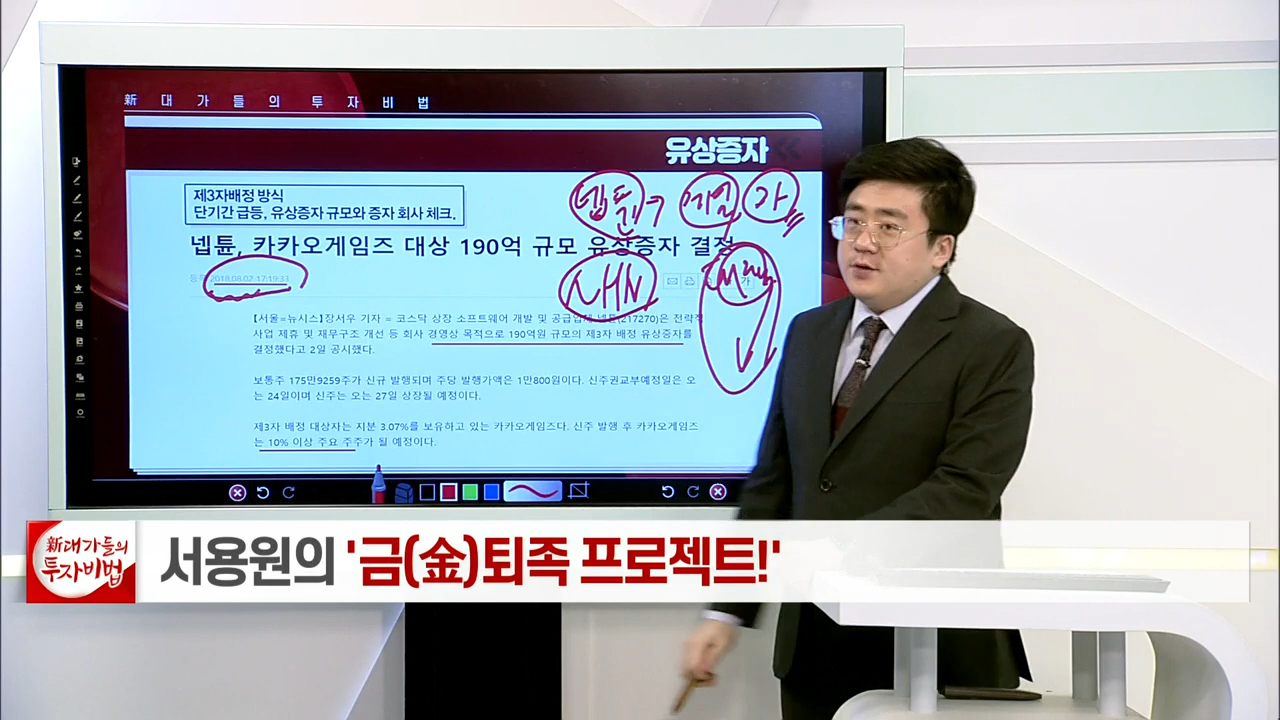 新 대 가 들 의 투 자 비 법
유상증자
제3자배정 방식
단기간 급등, 유상증자 규모와 증자 회사 체크.
넵튠, 카카오게임즈 대상 190억 규모 유상증자 결정
등록 2018.08.02 17:19:33
가
넵튠
게임
가
NHN
【서울=뉴시스】장서우 기자 = 코스닥 상장 소프트웨어 개발 및 공급업체 넵튠(217270)은 전략적
사업 제휴 및 재무구조 개선 등 회사 경영상 목적으로 190억원 규모의 제3자 배정 유상증자를
결정했다고 2일 공시했다.
보통주 175만9259주가 신규 발행되며 주당 발행가액은 1만800원이다. 신주권교부예정일은 오
는 24일이며 신주는 오는 27일 상장될 예정이다.
제3자 배정 대상자는 지분 3.07%를 보유하고 있는 카카오게임즈다. 신주 발행 후 카카오게임즈
는 10% 이상 주요 주주가 될 예정이다.
新대가들의
투자비법
서용원의 '금(金)퇴족 프로젝트!'